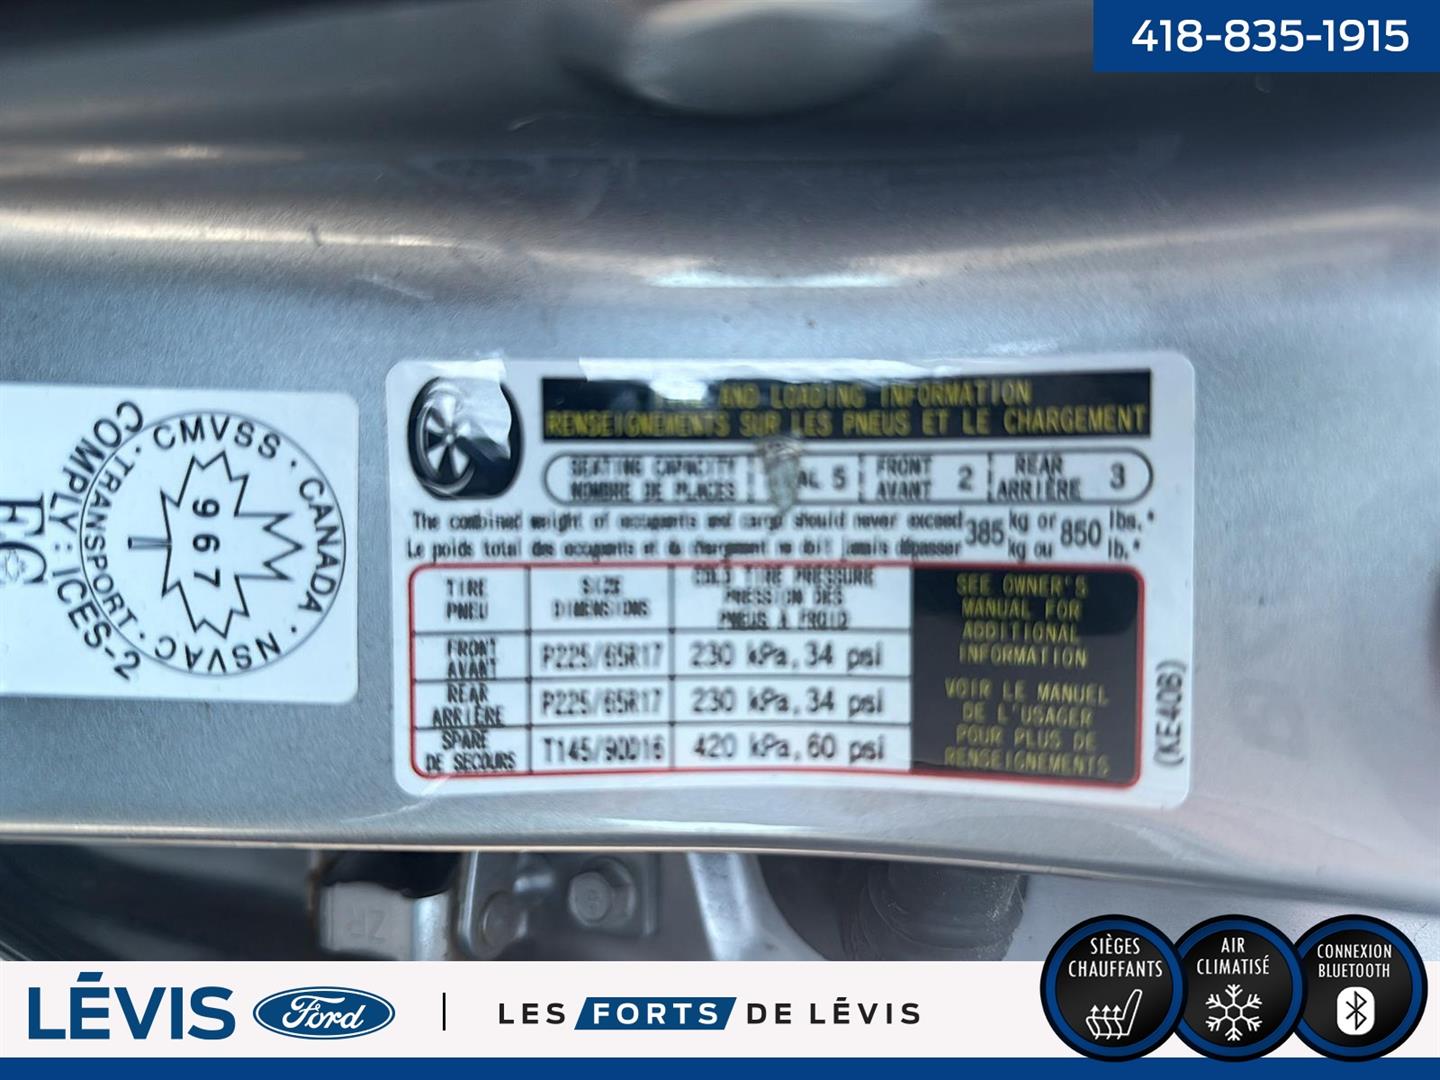 418-835-1915
TIRE AND LOADING INFORMATION
RENSEIGNEMENTS SUR LES PNEUS ET LE CHARGEMENT
SEATING CAPACITY
NOMBRE DE PLACES
AL 5
FRONT
AVANT
2
REAR
ARRIÈRE
3
The combined weight of occupants and cargo should never exceed 385 kg or 850 lbs.*
Le poids total des occupants et du chargement ne doit jamais dépasser 385 kg ou 850 lb.*
TIRE
PNEU
SIZE
DIMENSIONS
COLD TIRE PRESSURE
PRESSION DES
PNEUS À FROID
FRONT
AVANT
P225/65R17
230 kPa, 34 psi
REAR
ARRIÈRE
P225/65R17
230 kPa, 34 psi
SPARE
DE SECOURS
T145/90D16
420 kPa, 60 psi
SEE OWNER'S
MANUAL FOR
ADDITIONAL
INFORMATION
VOIR LE MANUEL
DE L'USAGER
POUR PLUS DE
RENSEIGNEMENTS
(KE40B)
CANADA · NSVAC · TRANSPORT · CMVSS ·
967
COMPLY: ICES-2
ZR
SIÈGES
CHAUFFANTS
AIR
CLIMATISÉ
CONNEXION
BLUETOOTH
LÉVIS Ford
LES FORTS DE LÉVIS